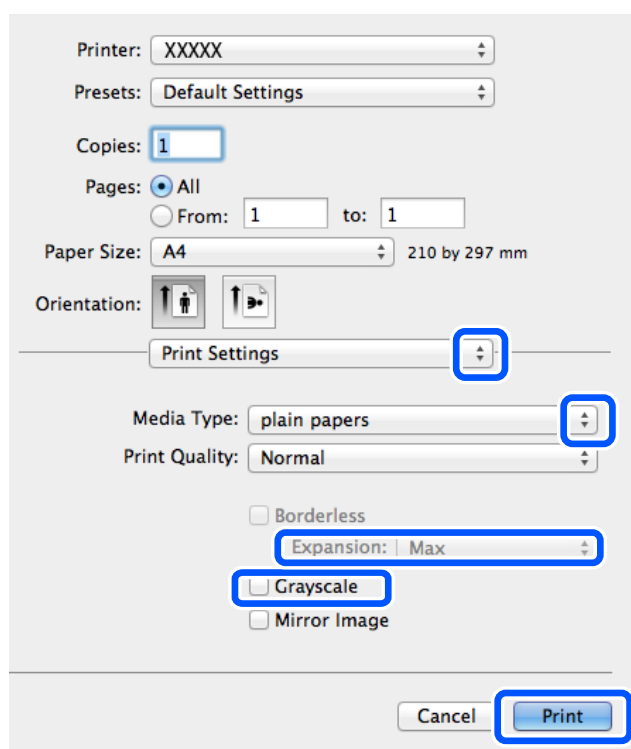 Printer: XXXXX
Presets: Default Settings
Copies: 1
Pages: All
From: 1 to: 1
Paper Size: A4 210 by 297 mm
Orientation:
Print Settings
Media Type: plain papers
Print Quality: Normal
Borderless
Expansion: Max
Grayscale
Mirror Image
Cancel Print